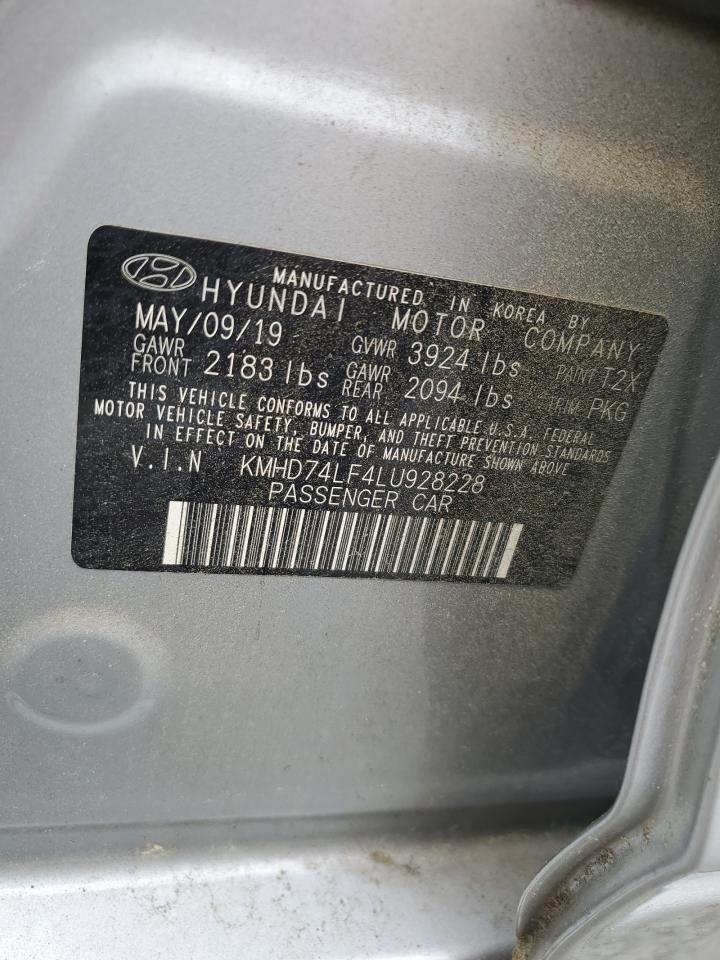 MANUFACTURED IN KOREA BY
HYUNDAI MOTOR COMPANY
MAY/09/19 GVWR 3924 lbs PAINT T2X
GAWR FRONT 2183 lbs GAWR REAR 2094 lbs TRIM PKG
THIS VEHICLE CONFORMS TO ALL APPLICABLE U.S.A. FEDERAL
MOTOR VEHICLE SAFETY, BUMPER, AND THEFT PREVENTION STANDARDS
IN EFFECT ON THE DATE OF MANUFACTURE SHOWN ABOVE
V.I.N KMHD74LF4LU928228
PASSENGER CAR